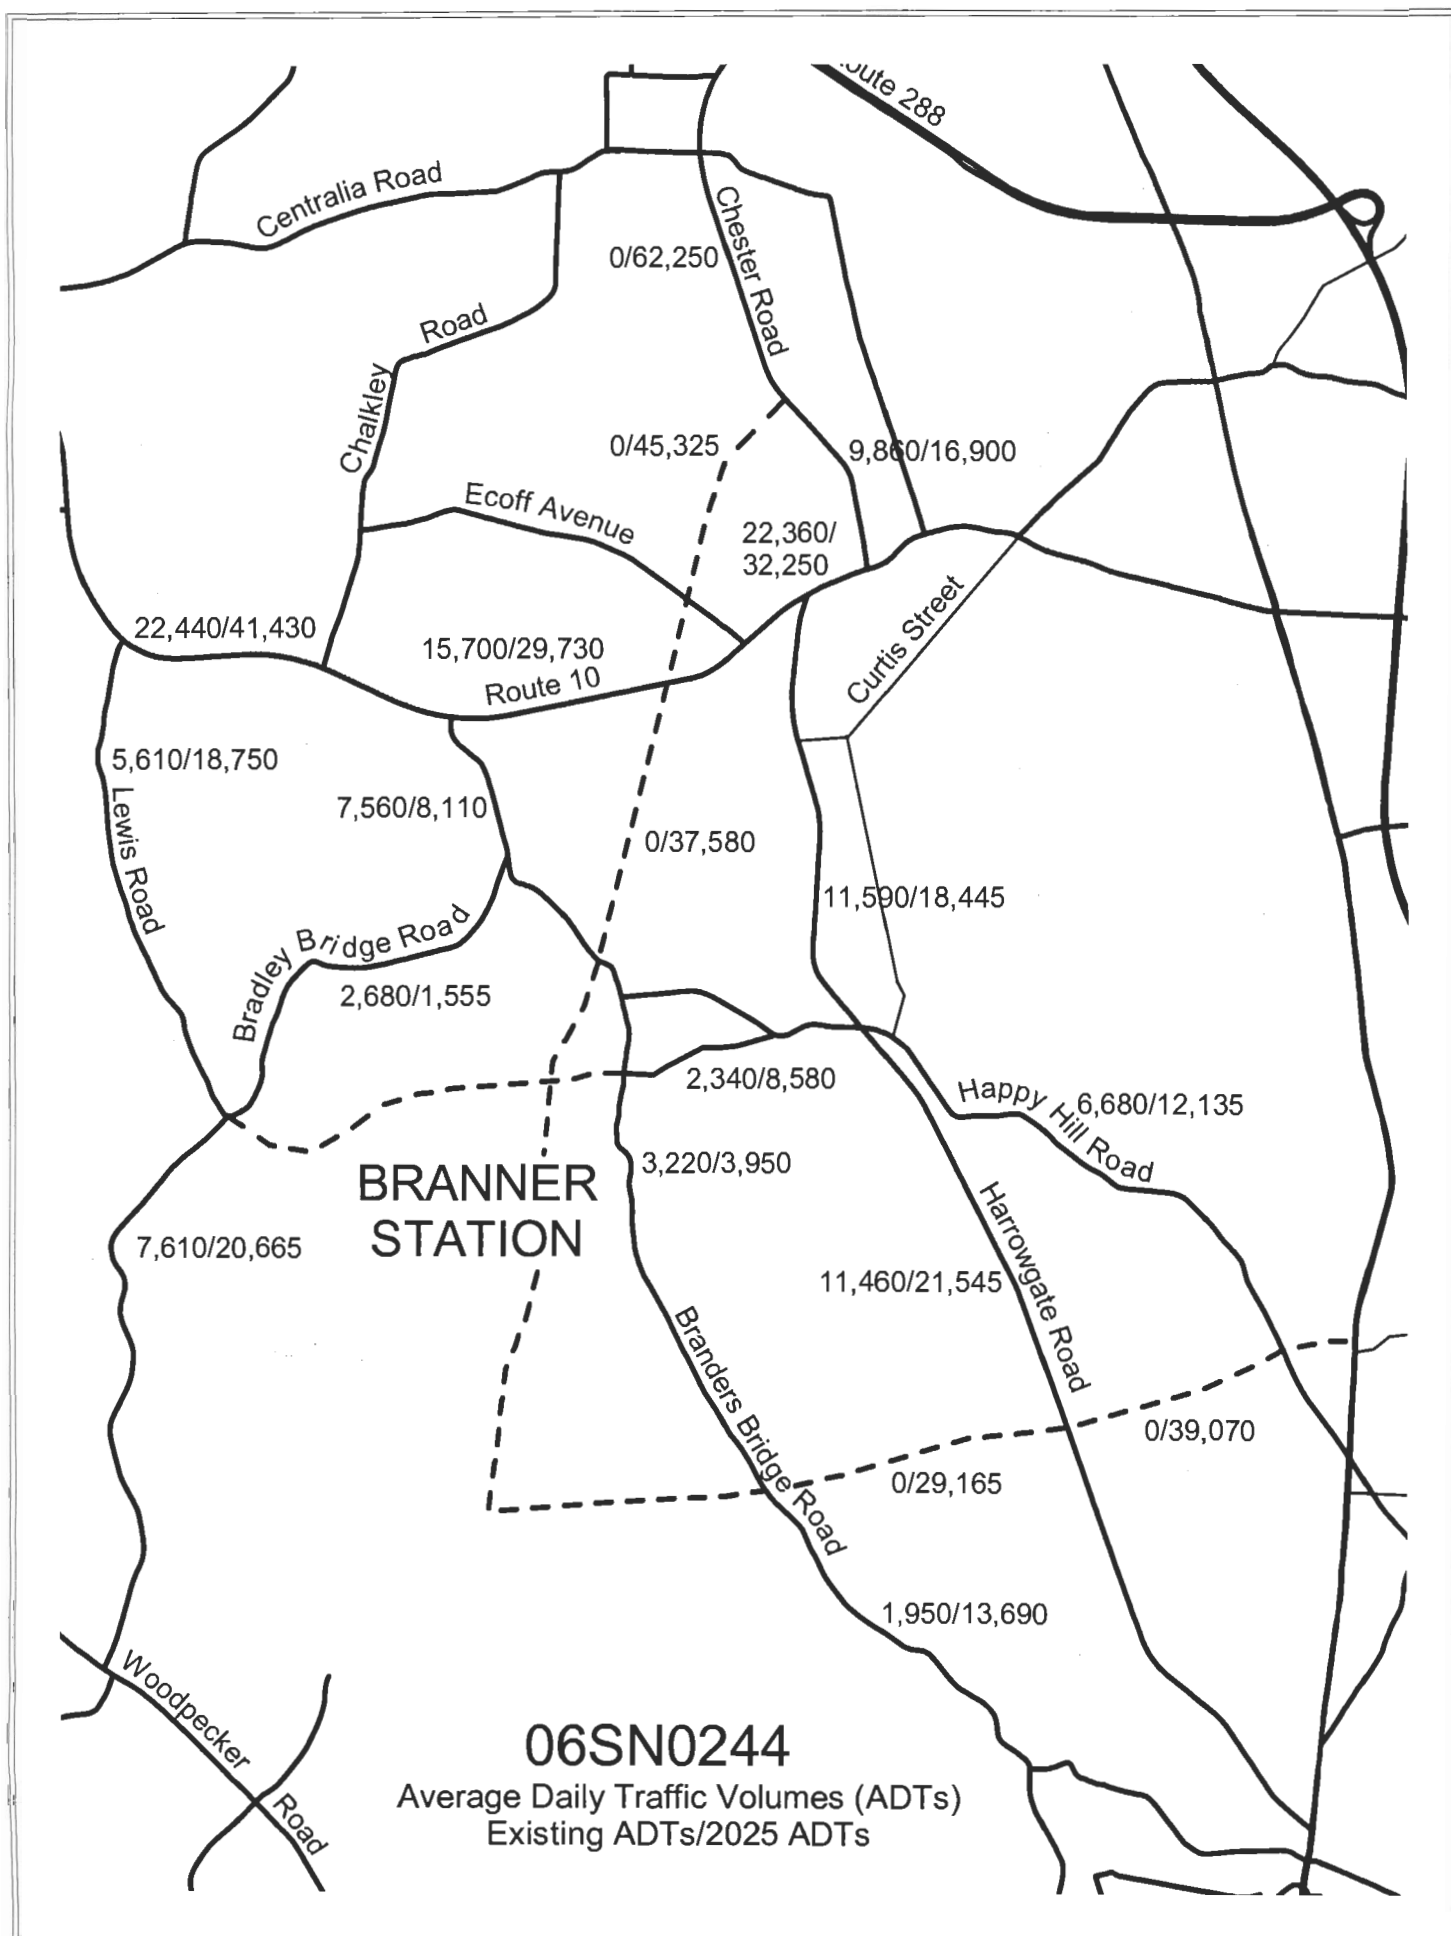 Route 288
Centralia Road
Chester Road
0/62,250
Road
Chalkley
0/45,325
9,860/16,900
Ecoff Avenue
22,360/
32,250
Curtis Street
22,440/41,430
15,700/29,730
Route 10
5,610/18,750
Lewis Road
7,560/8,110
0/37,580
11,590/18,445
Bradley Bridge Road
2,680/1,555
2,340/8,580
Happy Hill Road
6,680/12,135
BRANNER
STATION
3,220/3,950
7,610/20,665
Harrowgate Road
11,460/21,545
Branders Bridge Road
0/39,070
0/29,165
1,950/13,690
Woodpecker
Road
06SN0244
Average Daily Traffic Volumes (ADTs)
Existing ADTs/2025 ADTs